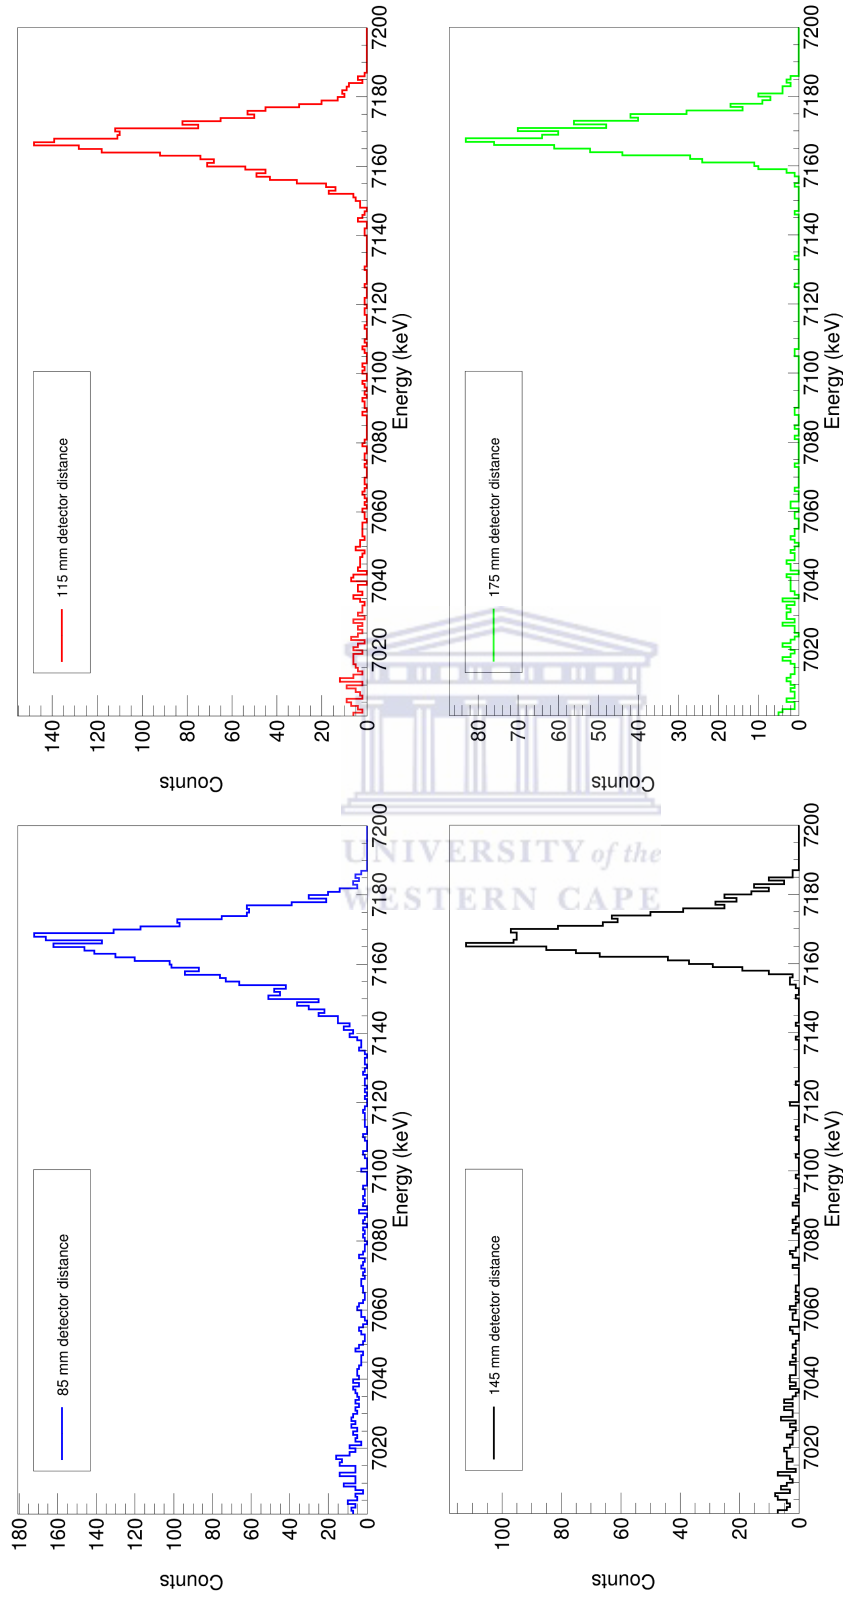 85 mm detector distance
Counts
180
160
140
120
100
80
60
40
20
0
7020 7040 7060 7080 7100 7120 7140 7160 7180 7200
Energy (keV)
115 mm detector distance
Counts
140
120
100
80
60
40
20
0
7020 7040 7060 7080 7100 7120 7140 7160 7180 7200
Energy (keV)
145 mm detector distance
Counts
100
80
60
40
20
0
7020 7040 7060 7080 7100 7120 7140 7160 7180 7200
Energy (keV)
175 mm detector distance
Counts
80
70
60
50
40
30
20
10
0
7020 7040 7060 7080 7100 7120 7140 7160 7180 7200
Energy (keV)
UNIVERSITY of the
WESTERN CAPE